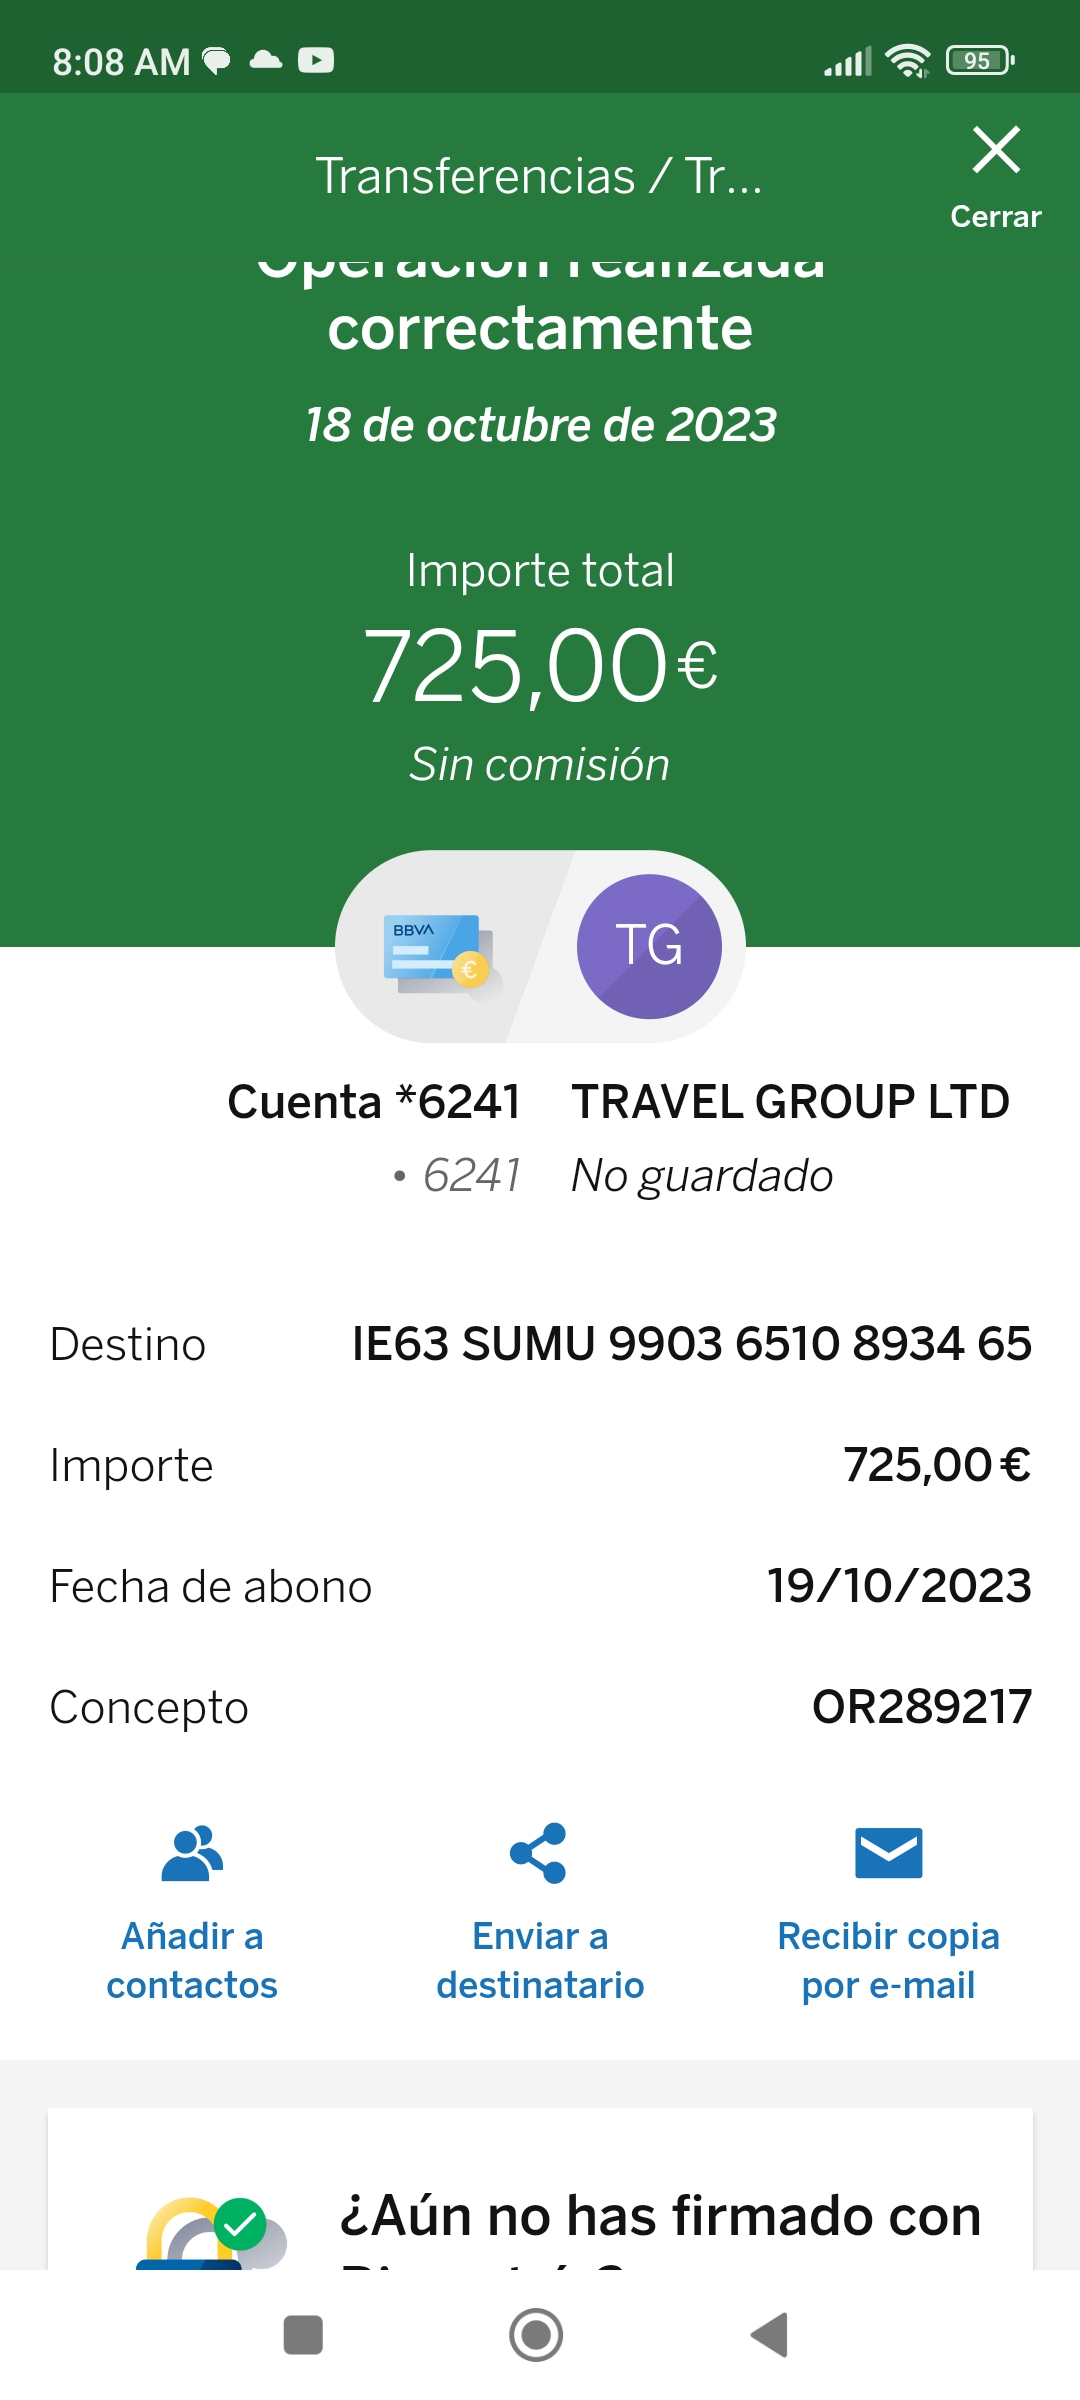 8:08 AM
95
Transferencias / Tr...
Cerrar
Operación realizada
correctamente
18 de octubre de 2023
Importe total
725,00 €
Sin comisión
BBVA
€
TG
Cuenta *6241
TRAVEL GROUP LTD
• 6241
No guardado
Destino
IE63 SUMU 9903 6510 8934 65
Importe
725,00 €
Fecha de abono
19/10/2023
Concepto
OR289217
Añadir a
contactos
Enviar a
destinatario
Recibir copia
por e-mail
¿Aún no has firmado con